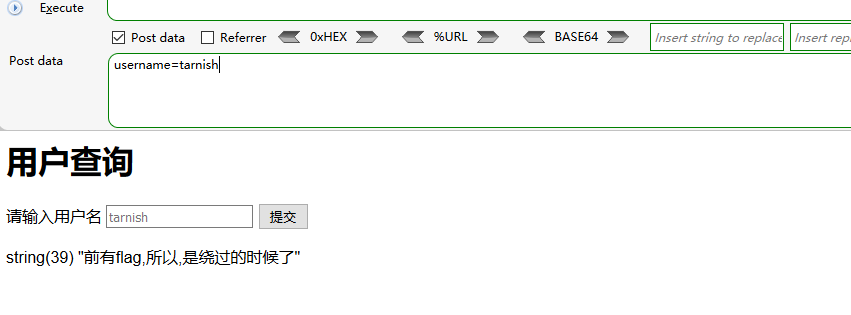 Execute
Post data Referrer 0xHEX %URL BASE64 Insert string to replace Insert repl
Post data
username=tarnish
用户查询
请输入用户名 tarnish 提交
string(39) "前有flag,所以,是绕过的时候了"